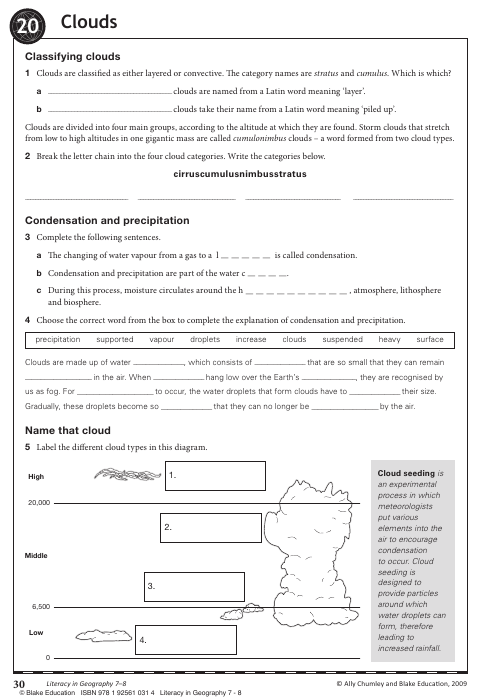 20 Clouds
Classifying clouds
1 Clouds are classified as either layered or convective. The category names are stratus and cumulus. Which is which?
a ______________ clouds are named from a Latin word meaning ‘layer’.
b ______________ clouds take their name from a Latin word meaning ‘piled up’.
Clouds are divided into four main groups, according to the altitude at which they are found. Storm clouds that stretch
from low to high altitudes in one gigantic mass are called cumulonimbus clouds – a word formed from two cloud types.
2 Break the letter chain into the four cloud categories. Write the categories below.
cirruscumulusnimbusstratus
Condensation and precipitation
3 Complete the following sentences.
a The changing of water vapour from a gas to a l _ _ _ _ _ is called condensation.
b Condensation and precipitation are part of the water c _ _ _ _.
c During this process, moisture circulates around the h _ _ _ _ _ _ _ _ _ _, atmosphere, lithosphere
and biosphere.
4 Choose the correct word from the box to complete the explanation of condensation and precipitation.
precipitation supported vapour droplets increase clouds suspended heavy surface
Clouds are made up of water __________, which consists of __________ that are so small that they can remain
__________ in the air. When __________ hang low over the Earth’s __________, they are recognised by
us as fog. For __________ to occur, the water droplets that form clouds have to __________ their size.
Gradually, these droplets become so __________ that they can no longer be __________ by the air.
Name that cloud
5 Label the different cloud types in this diagram.
High
1.
20,000
2.
Middle
3.
6,500
Low
4.
0
Cloud seeding is
an experimental
process in which
meteorologists
put various
elements into the
air to encourage
condensation
to occur. Cloud
seeding is
designed to
provide particles
around which
water droplets can
form, therefore
leading to
increased rainfall.
30 Literacy in Geography 7–8 © Ally Chumley and Blake Education, 2009
© Blake Education ISBN 978 1 92561 031 4 Literacy in Geography 7 - 8